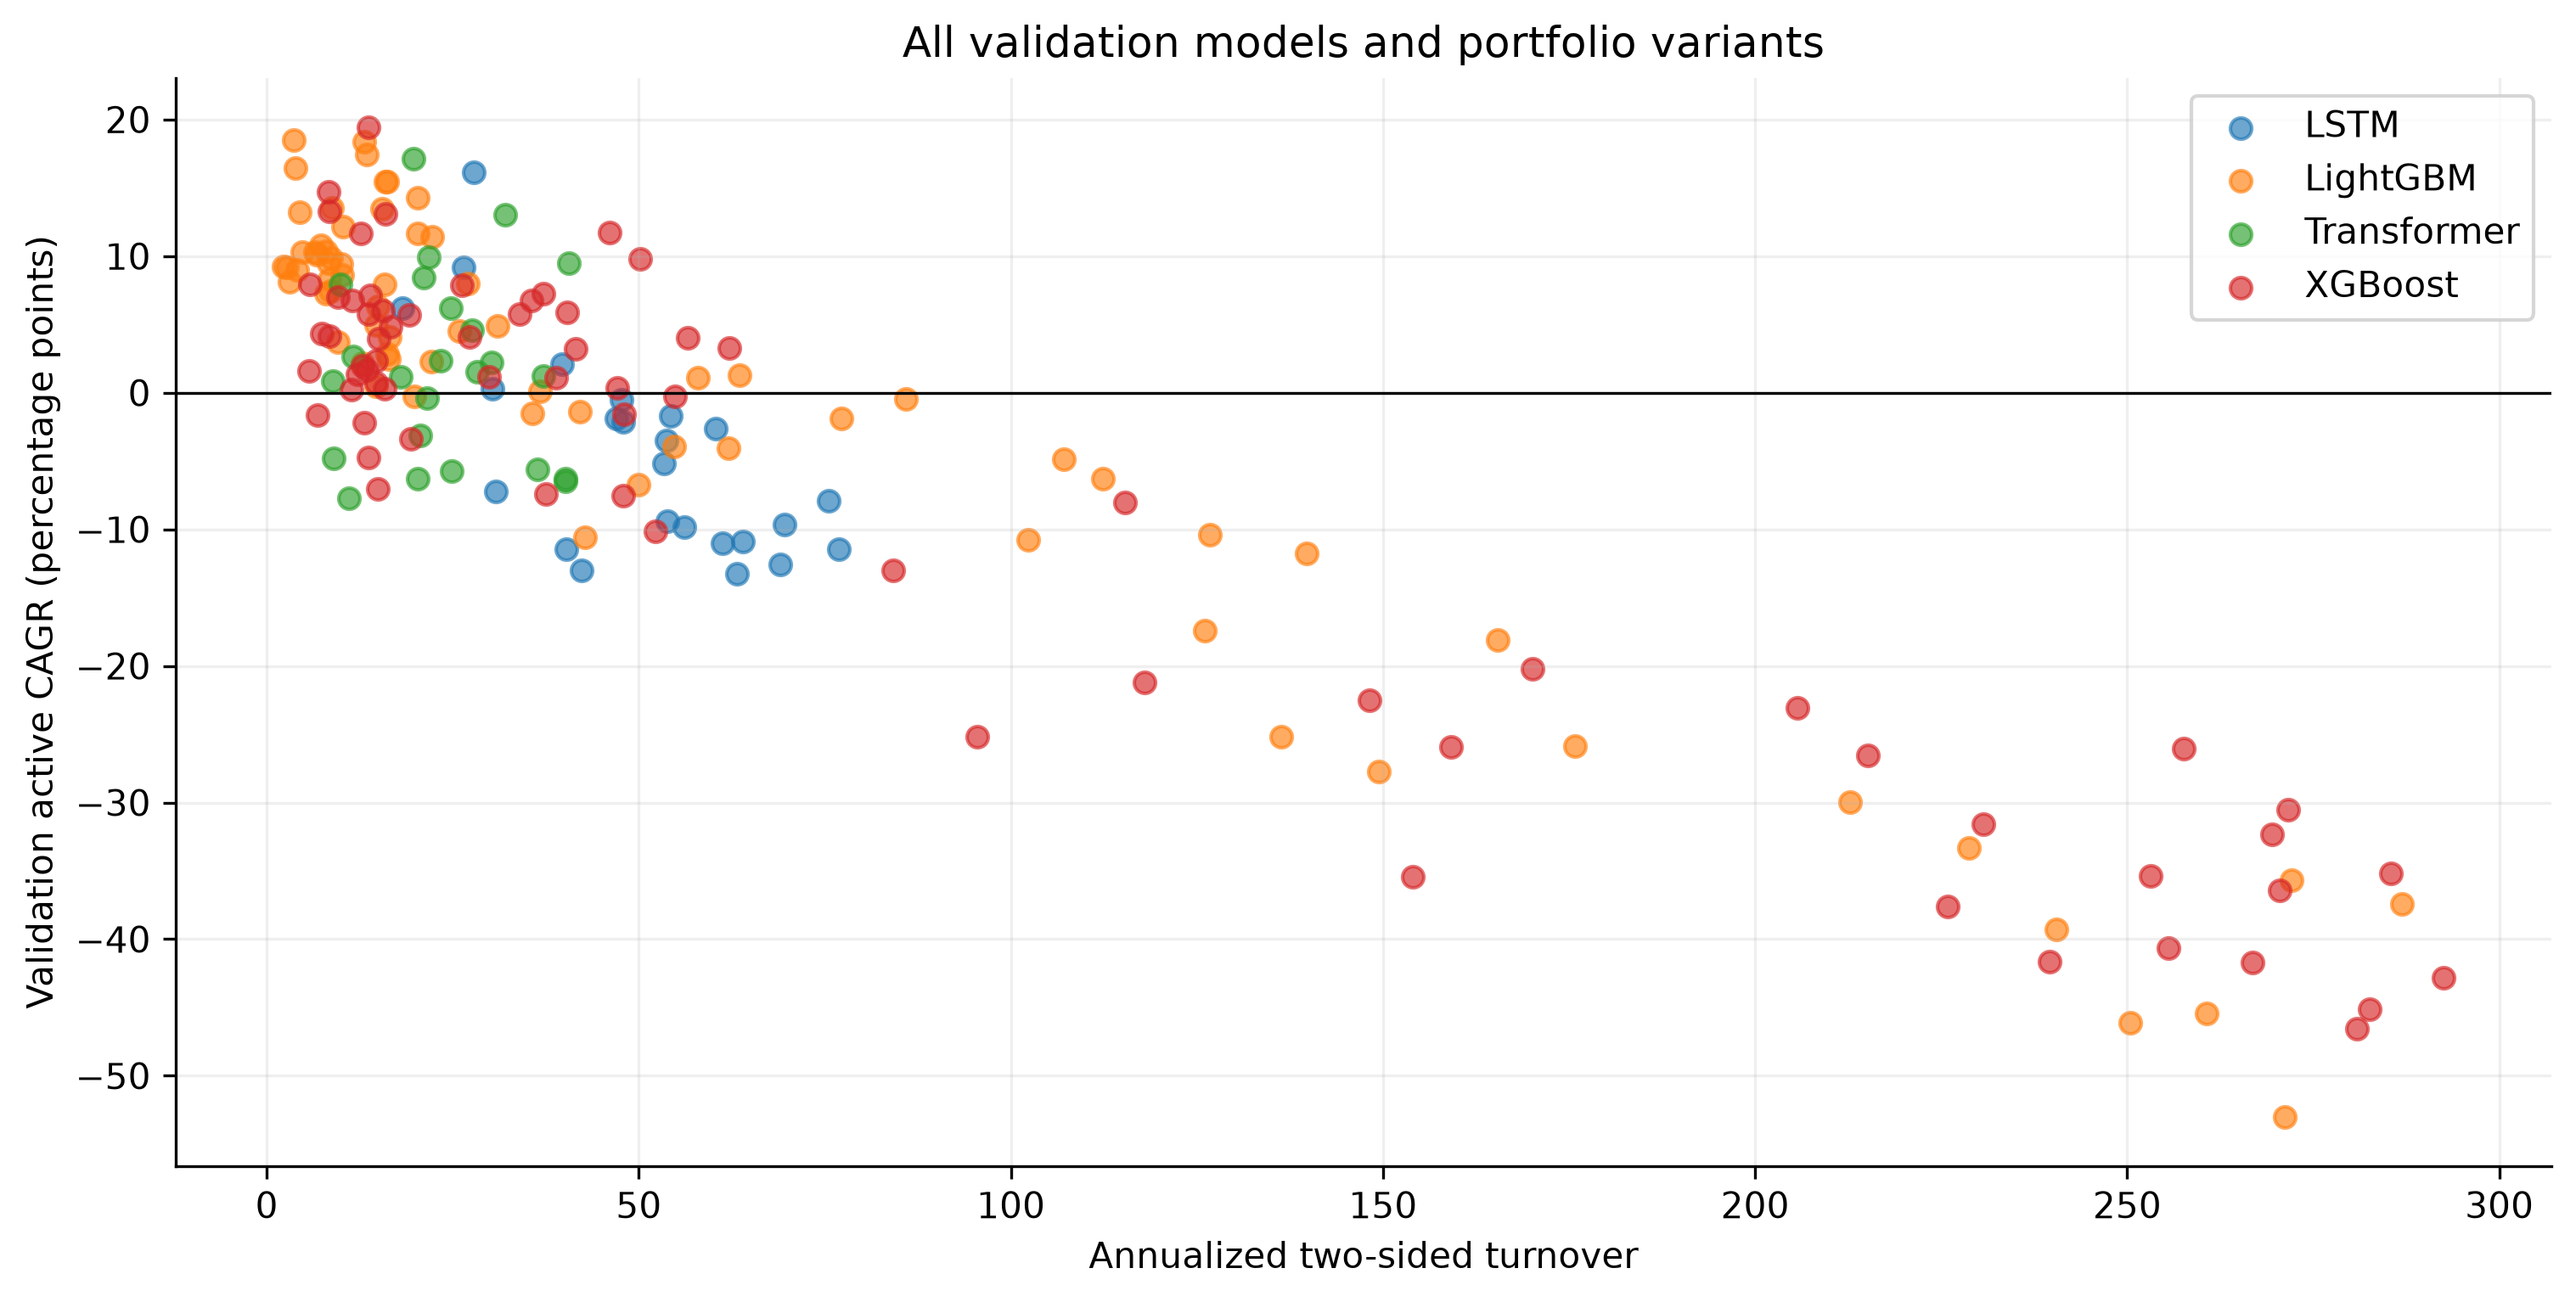 All validation models and portfolio variants
Validation active CAGR (percentage points)
20
10
0
−10
−20
−30
−40
−50
LSTM
LightGBM
Transformer
XGBoost
0 50 100 150 200 250 300
Annualized two-sided turnover